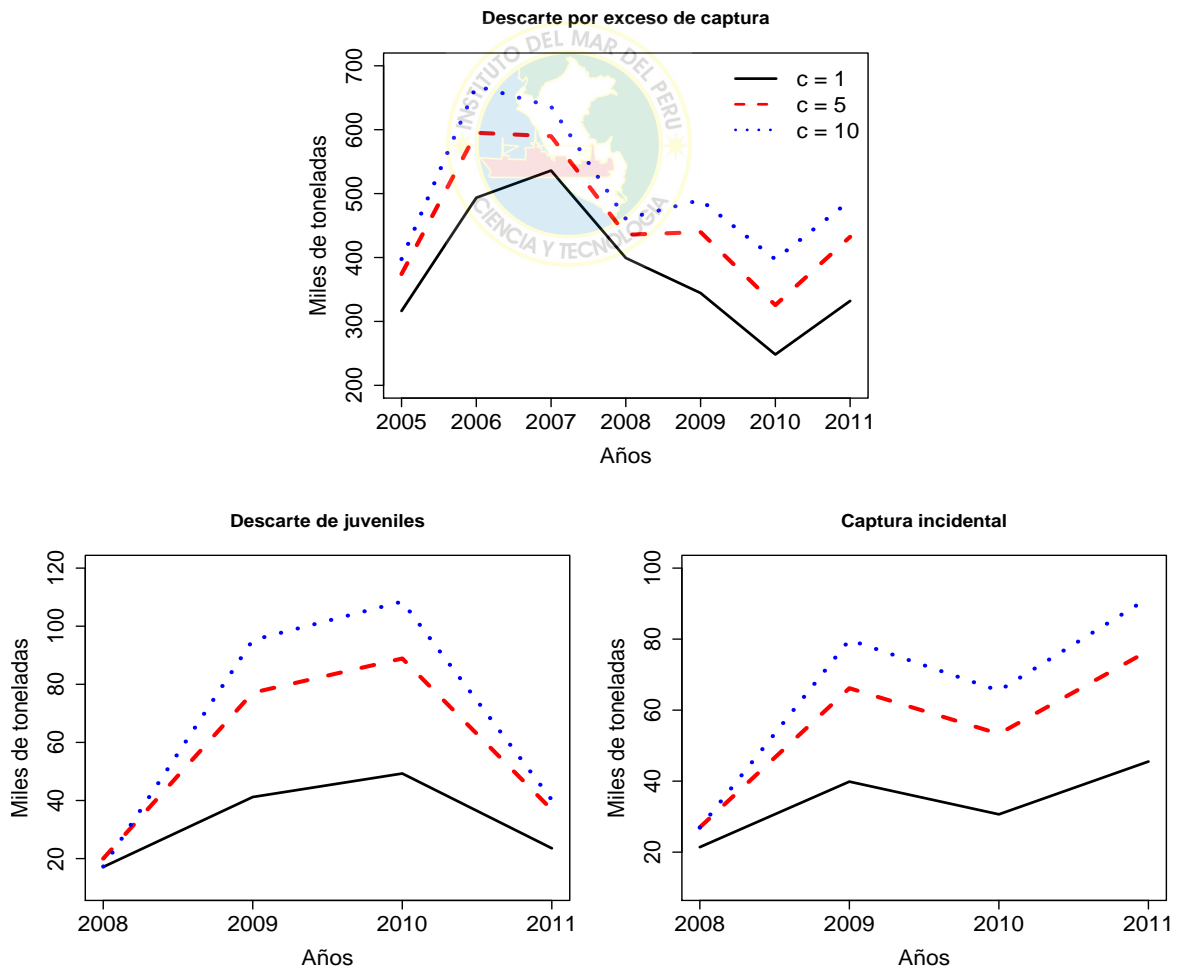 Descarte por exceso de captura
INSTITUTO DEL MAR DEL PERU
CIENCIA Y TECNOLOGIA
Miles de toneladas
700
600
500
400
300
200
c = 1
c = 5
c = 10
2005 2006 2007 2008 2009 2010 2011
Años
Descarte de juveniles
Miles de toneladas
120
100
80
60
40
20
2008 2009 2010 2011
Años
Captura incidental
Miles de toneladas
100
80
60
40
20
2008 2009 2010 2011
Años